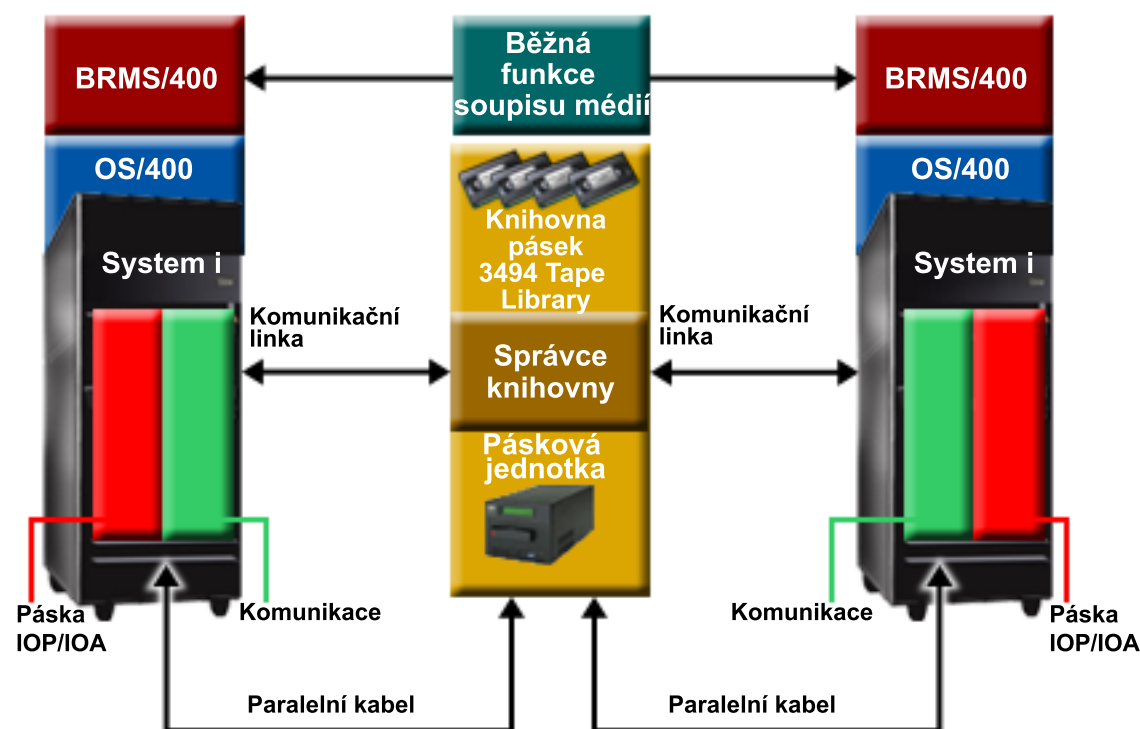 BRMS/400
OS/400
System i
Komunikační
linka
Páska
IOP/IOA
Komunikace
Paralelní kabel
Běžná
funkce
soupisu médií
Knihovna
pásek
3494 Tape
Library
Správce
knihovny
Pásková
jednotka
BRMS/400
OS/400
System i
Komunikační
linka
Komunikace
Páska
IOP/IOA
Paralelní kabel